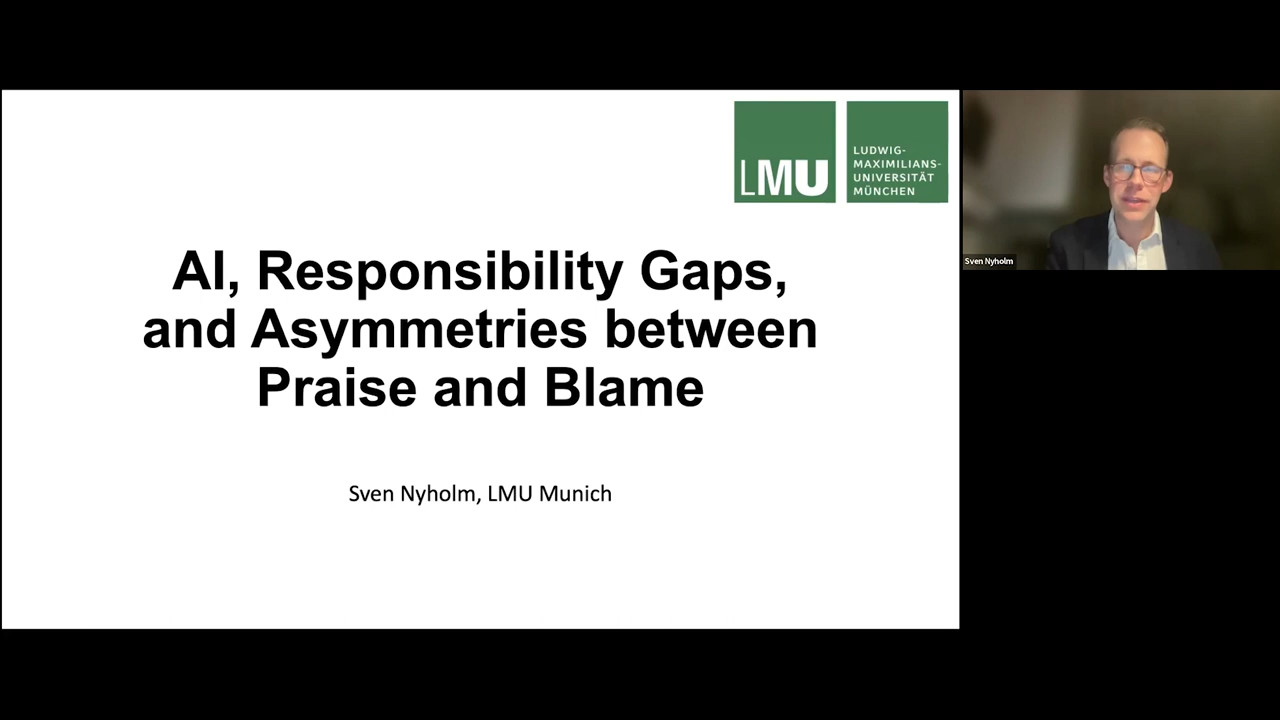 LMU
LUDWIG-
MAXIMILIANS-
UNIVERSITÄT
MÜNCHEN
AI, Responsibility Gaps,
and Asymmetries between
Praise and Blame
Sven Nyholm, LMU Munich
Sven Nyholm